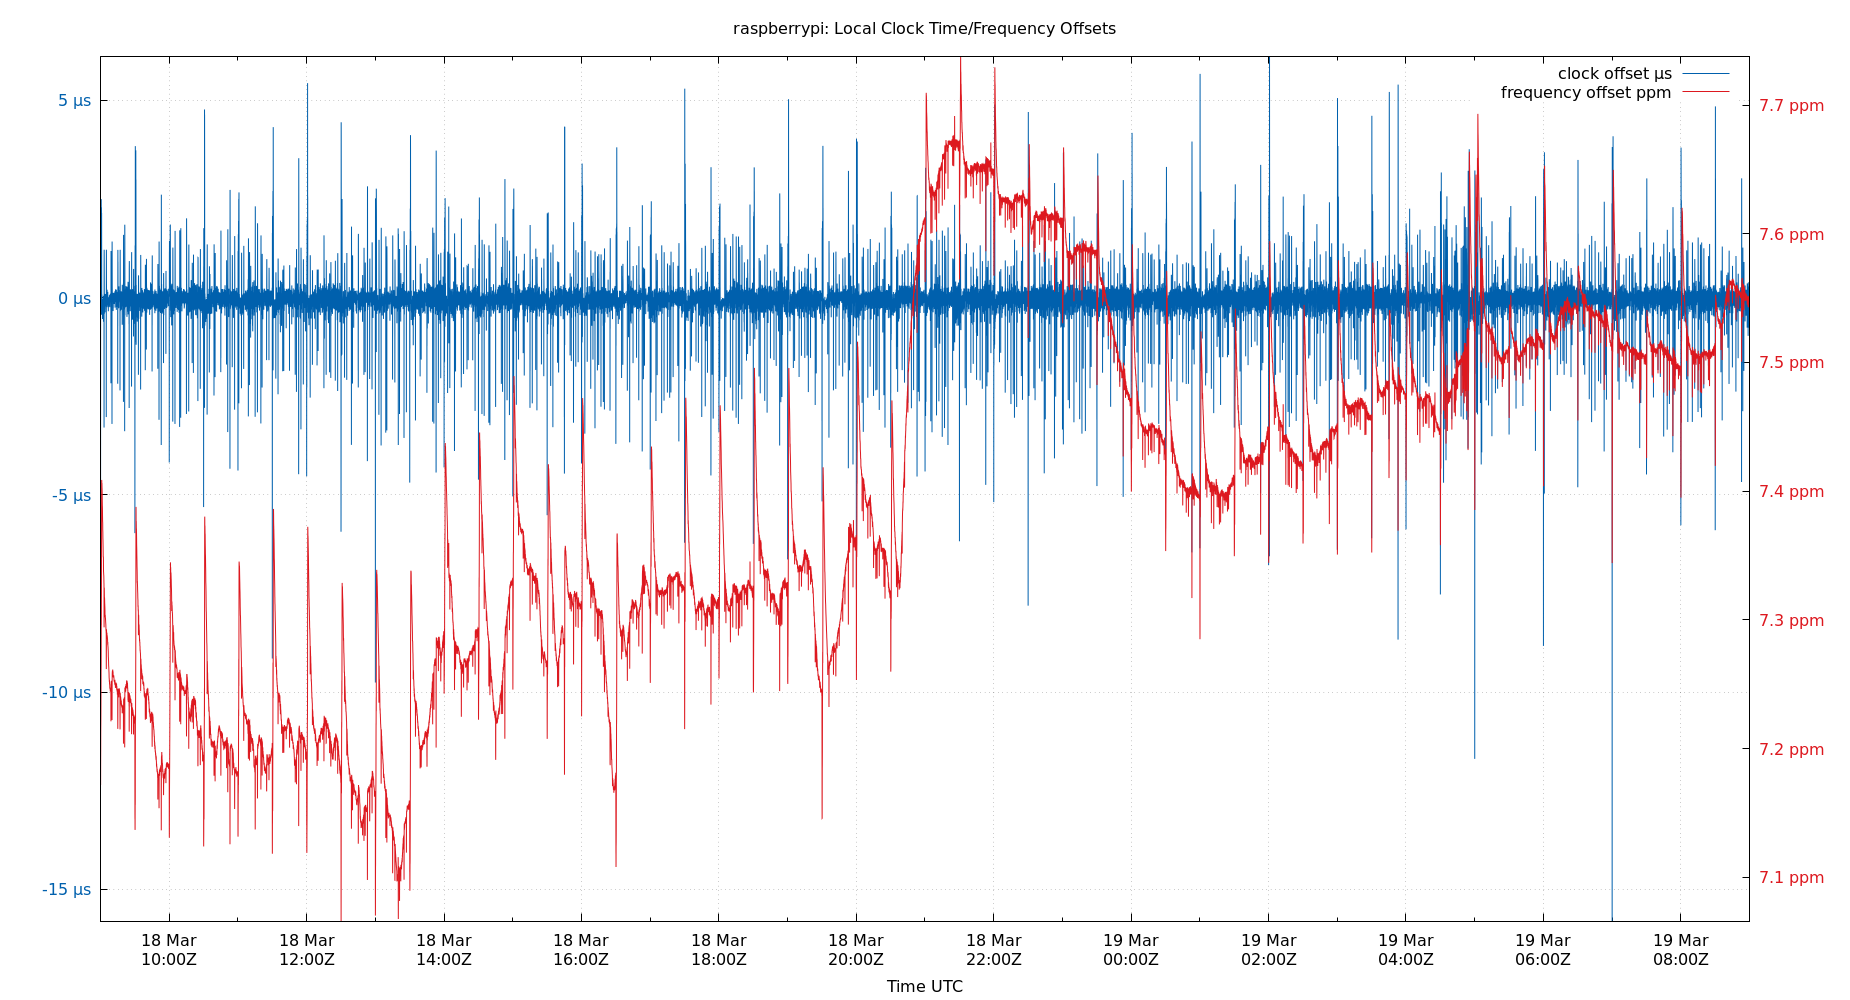 raspberrypi: Local Clock Time/Frequency Offsets
clock offset µs
frequency offset ppm
5 µs
0 µs
-5 µs
-10 µs
-15 µs
7.7 ppm
7.6 ppm
7.5 ppm
7.4 ppm
7.3 ppm
7.2 ppm
7.1 ppm
18 Mar
10:00Z
18 Mar
12:00Z
18 Mar
14:00Z
18 Mar
16:00Z
18 Mar
18:00Z
18 Mar
20:00Z
18 Mar
22:00Z
19 Mar
00:00Z
19 Mar
02:00Z
19 Mar
04:00Z
19 Mar
06:00Z
19 Mar
08:00Z
Time UTC